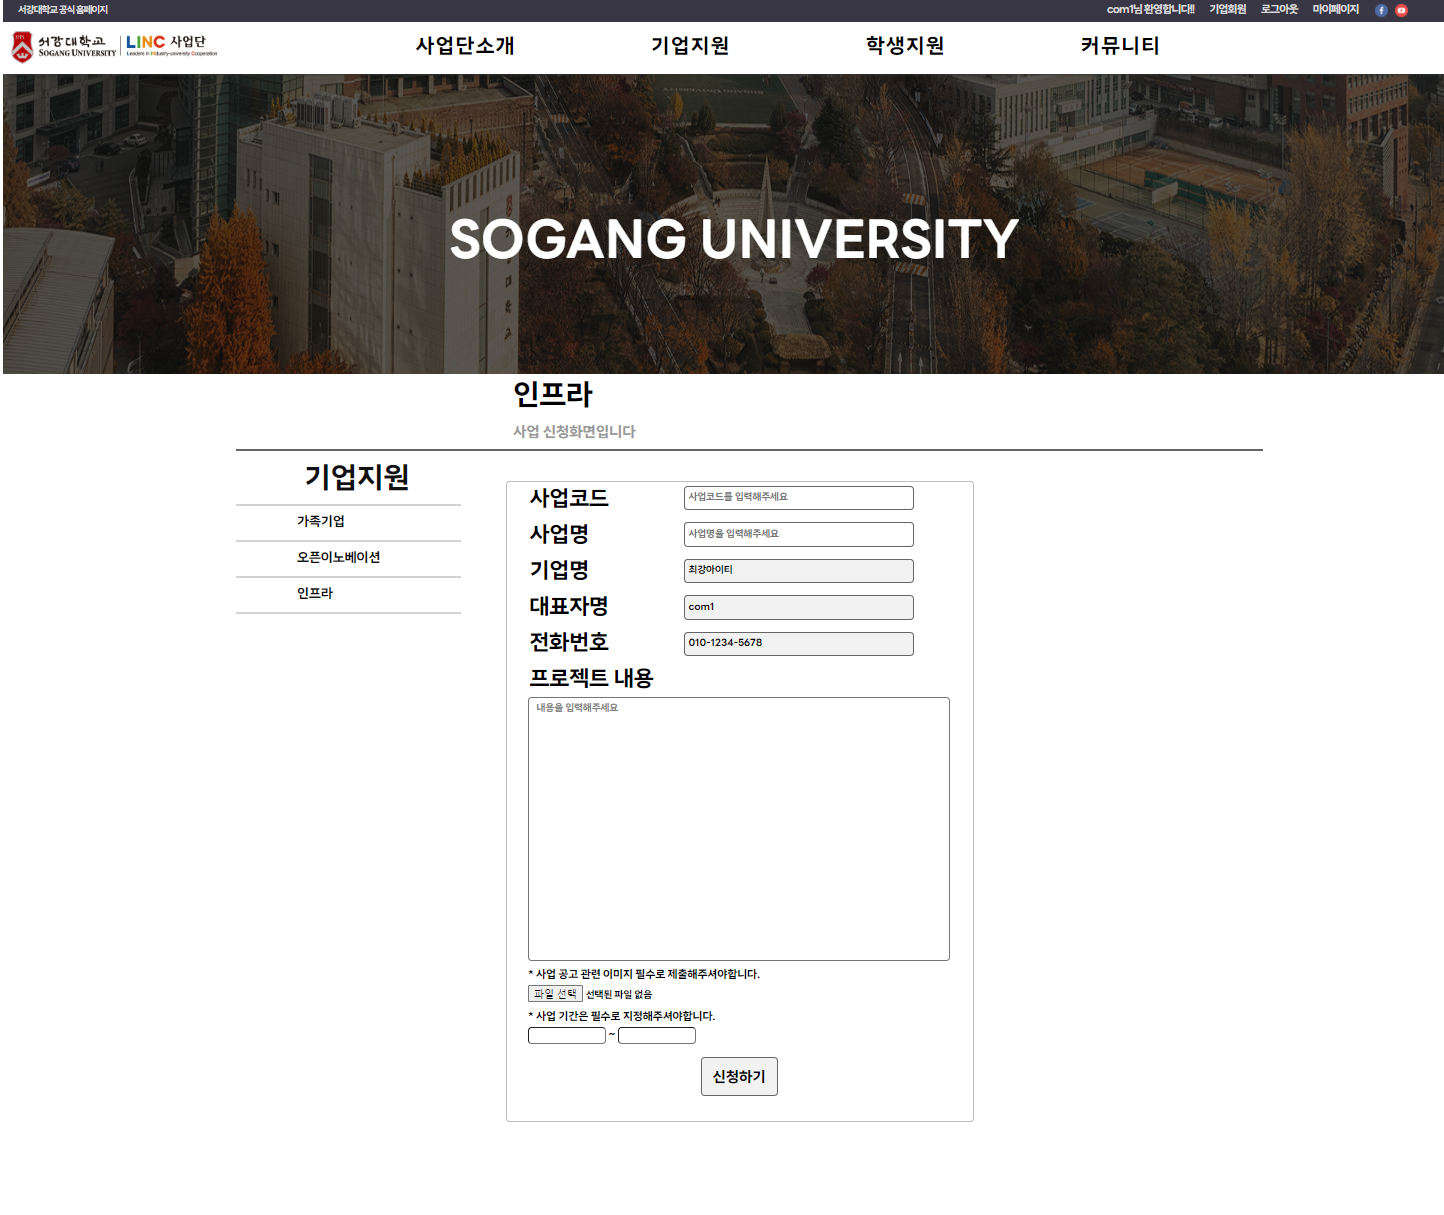 서강대학교 공식 홈페이지
com1님 환영합니다!! 기업회원 로그아웃 마이페이지
서강대학교 SOGANG UNIVERSITY LINC 사업단 Leaders in INdustry-university Cooperation
사업단소개 기업지원 학생지원 커뮤니티
SOGANG UNIVERSITY
인프라
사업 신청화면입니다
기업지원
가족기업
오픈이노베이션
인프라
사업코드 사업코드를 입력해주세요
사업명 사업명을 입력해주세요
기업명 최강아이티
대표자명 com1
전화번호 010-1234-5678
프로젝트 내용
내용을 입력해주세요
* 사업 공고 관련 이미지 필수로 제출해주셔야합니다.
파일 선택 선택된 파일 없음
* 사업 기간은 필수로 지정해주셔야합니다.
~
신청하기